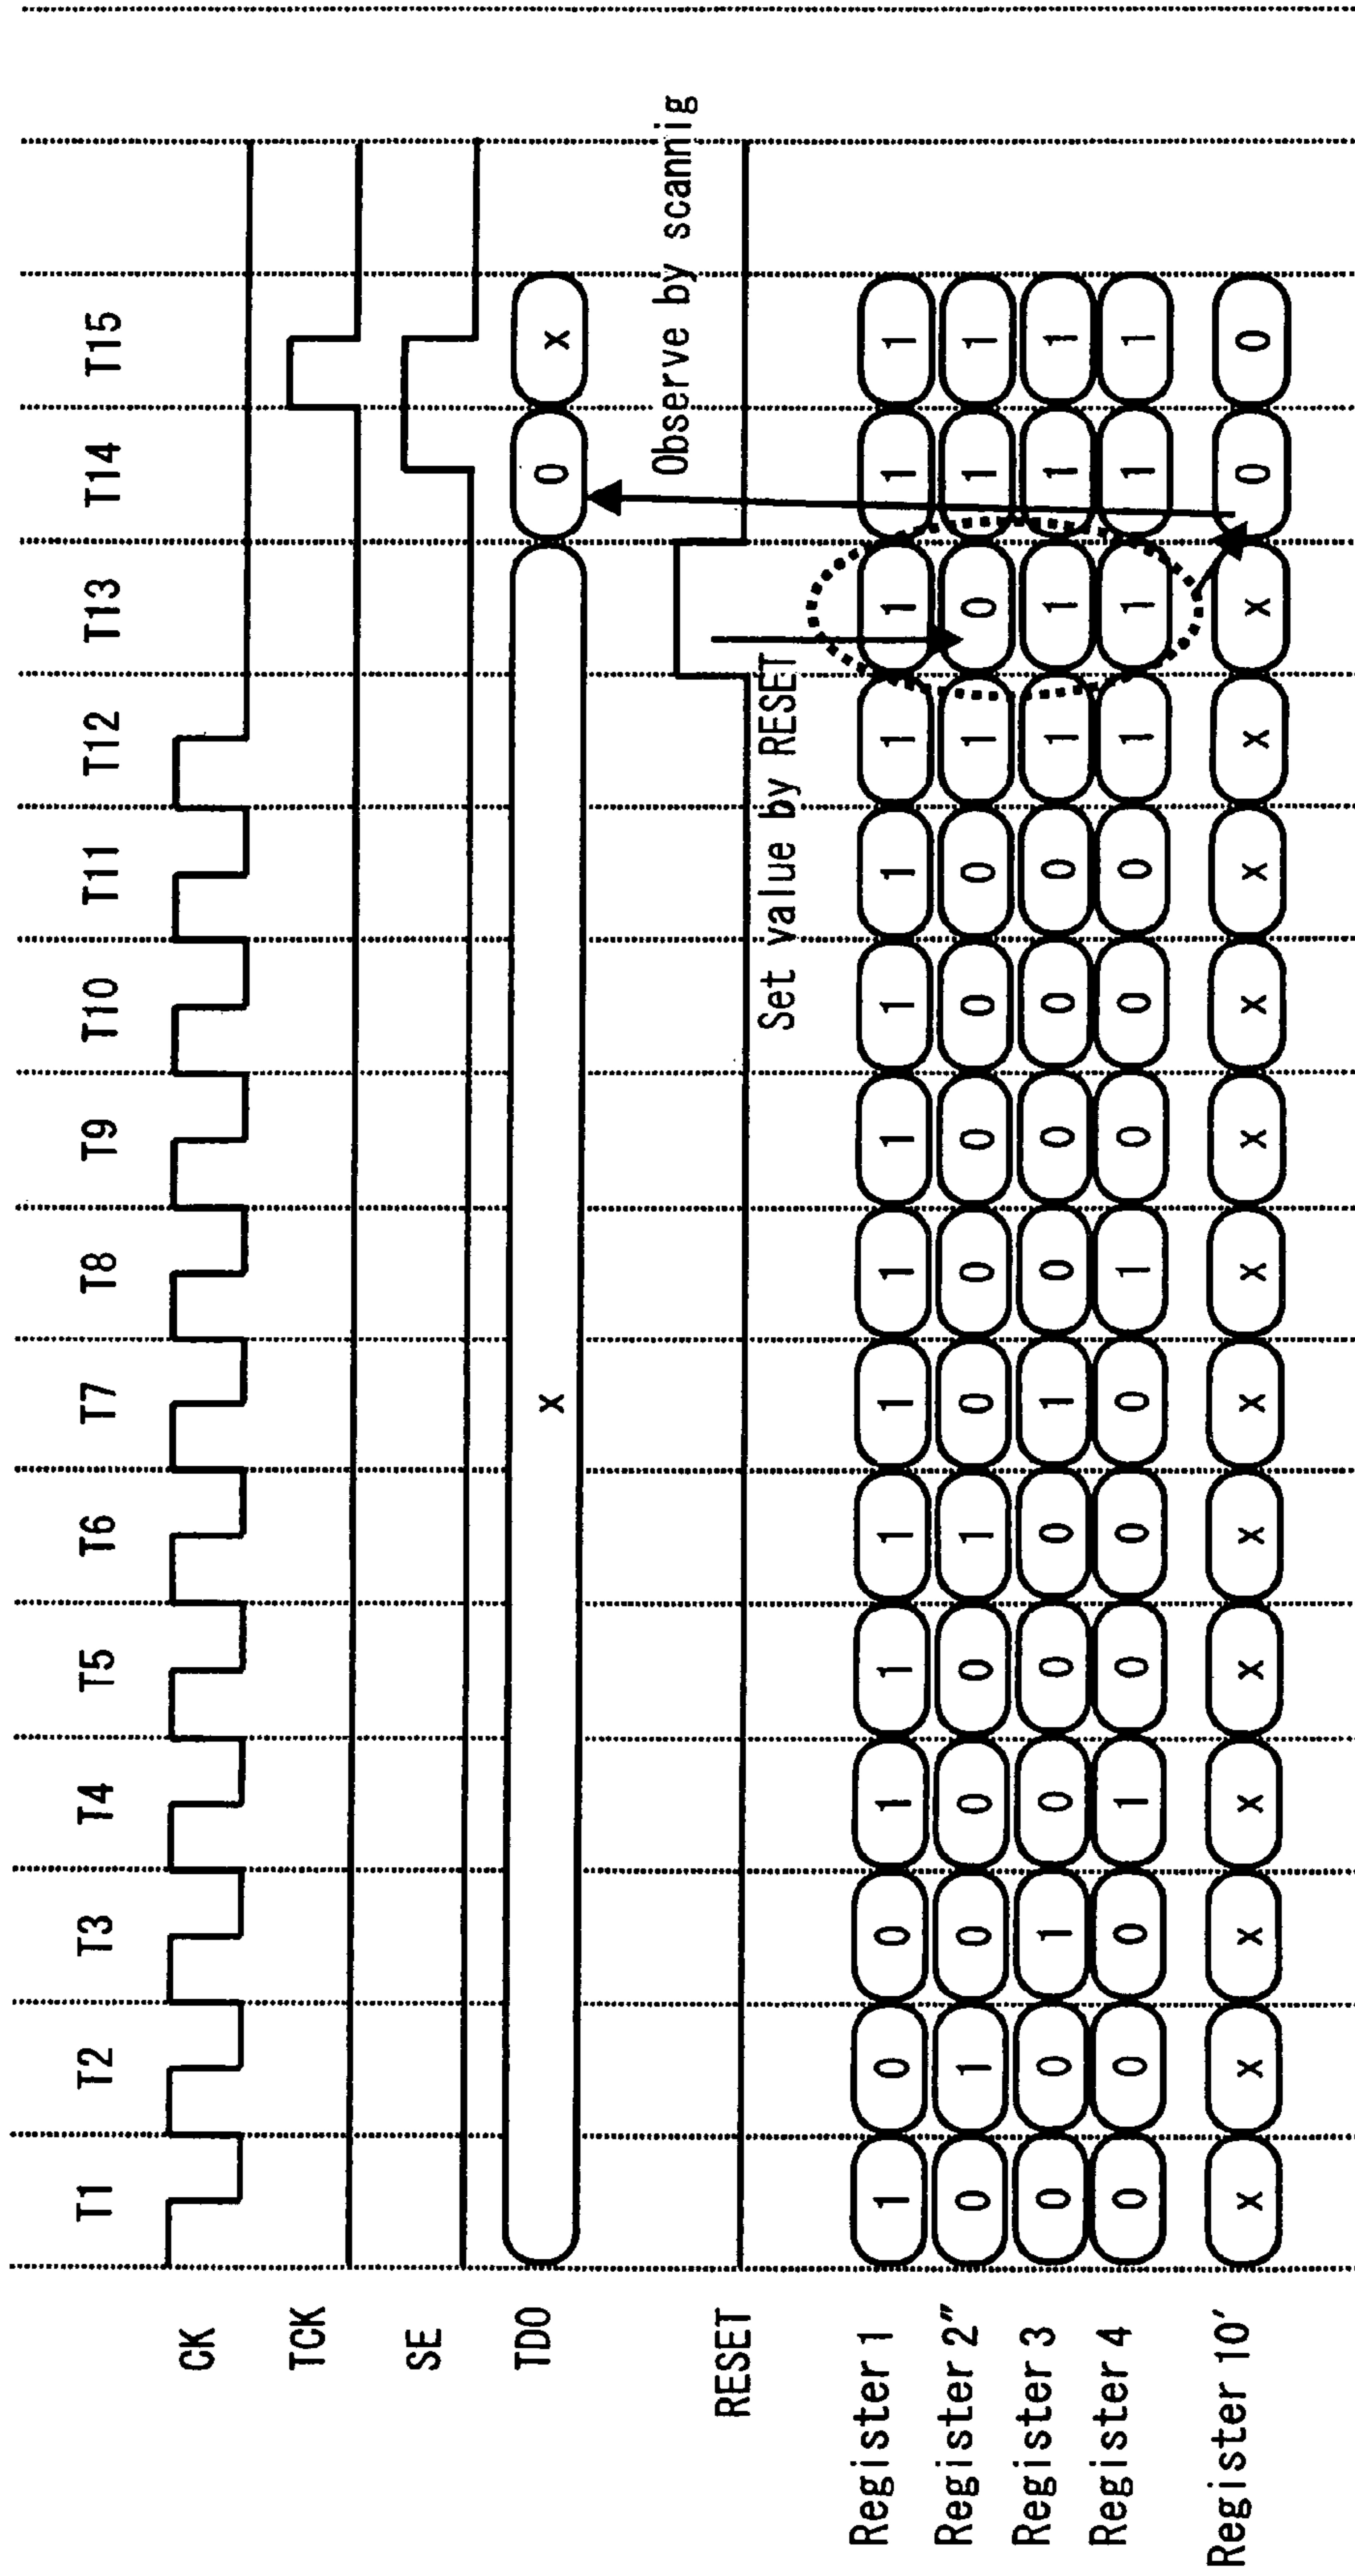 T1 T2 T3 T4 T5 T6 T7 T8 T9 T10 T11 T12 T13 T14 T15
CK
TCK
SE
TDO x 0 x
Observe by scannig
RESET
Set value by RESET
Register 1 1 0 0 1 1 1 1 1 1 1 1 1 1 1 1
Register 2″ 0 1 0 0 0 1 0 0 0 0 0 1 0 1 1
Register 3 0 0 1 0 0 0 1 0 0 0 0 1 1 1 1
Register 4 0 0 0 1 0 0 0 1 0 0 0 1 1 1 1
Register 10′ x x x x x x x x x x x x x 0 0